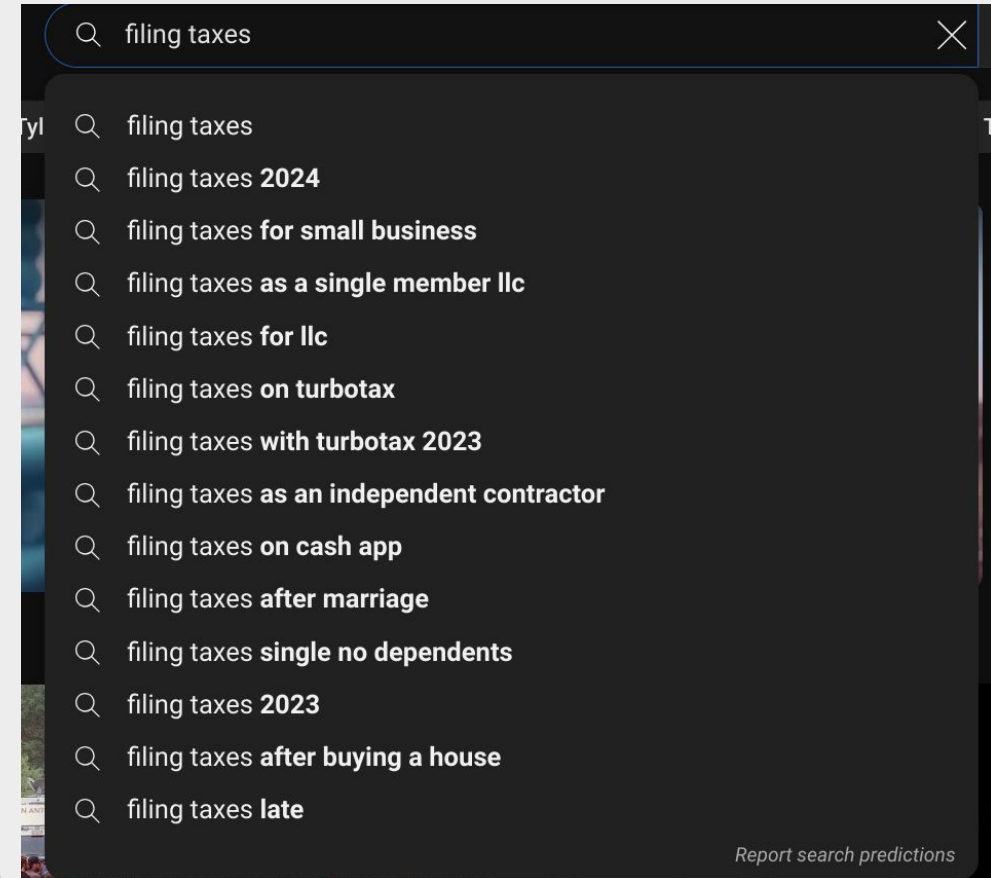 filing taxes
Tyl
filing taxes
T
filing taxes 2024
filing taxes for small business
filing taxes as a single member llc
filing taxes for llc
filing taxes on turbotax
filing taxes with turbotax 2023
filing taxes as an independent contractor
filing taxes on cash app
filing taxes after marriage
filing taxes single no dependents
filing taxes 2023
filing taxes after buying a house
filing taxes late
N ANT
Report search predictions